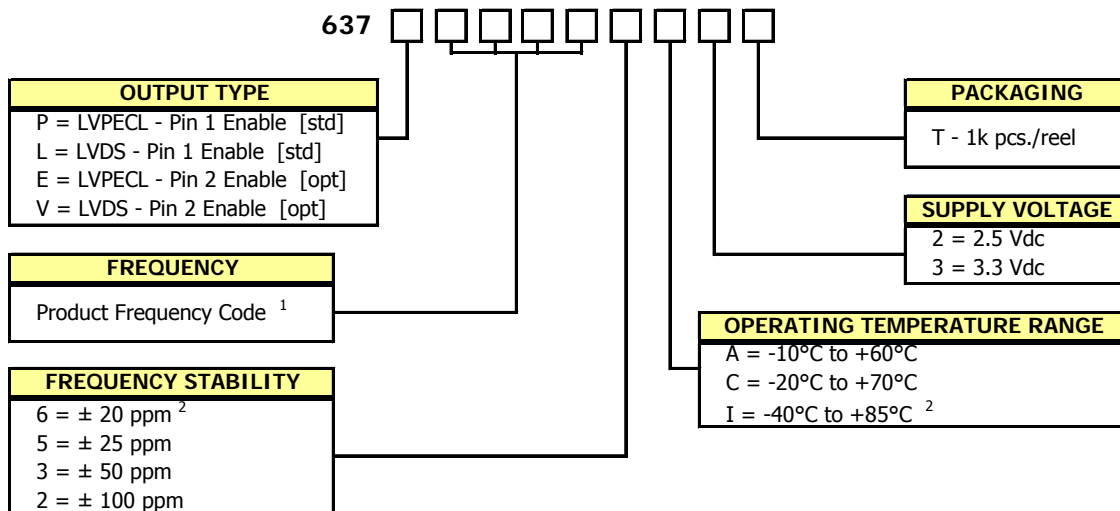 637
OUTPUT TYPE
P = LVPECL - Pin 1 Enable [std]
L = LVDS - Pin 1 Enable [std]
E = LVPECL - Pin 2 Enable [opt]
V = LVDS - Pin 2 Enable [opt]
FREQUENCY
Product Frequency Code 1
FREQUENCY STABILITY
6 = ± 20 ppm 2
5 = ± 25 ppm
3 = ± 50 ppm
2 = ± 100 ppm
PACKAGING
T - 1k pcs./reel
SUPPLY VOLTAGE
2 = 2.5 Vdc
3 = 3.3 Vdc
OPERATING TEMPERATURE RANGE
A = -10°C to +60°C
C = -20°C to +70°C
I = -40°C to +85°C 2